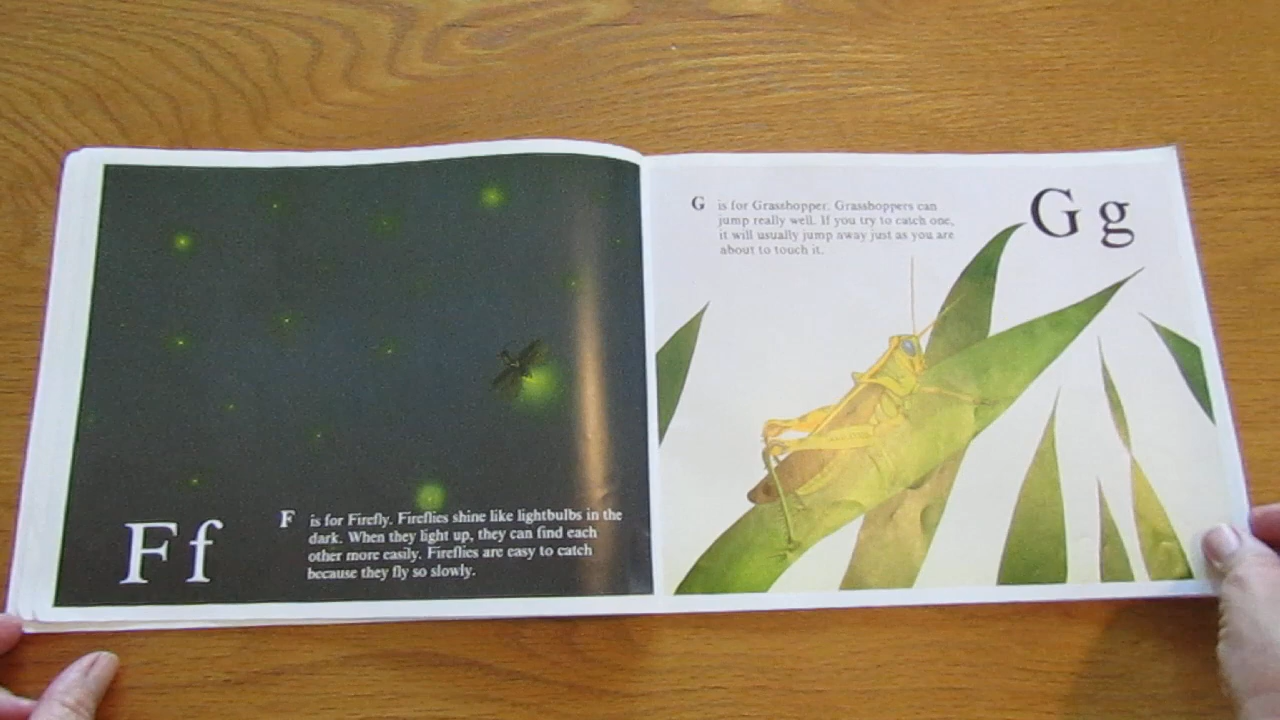 F f
F is for Firefly. Fireflies shine like lightbulbs in the
dark. When they light up, they can find each
other more easily. Fireflies are easy to catch
because they fly so slowly.
G g
G is for Grasshopper. Grasshoppers can
jump really well. If you try to catch one,
it will usually jump away just as you are
about to touch it.